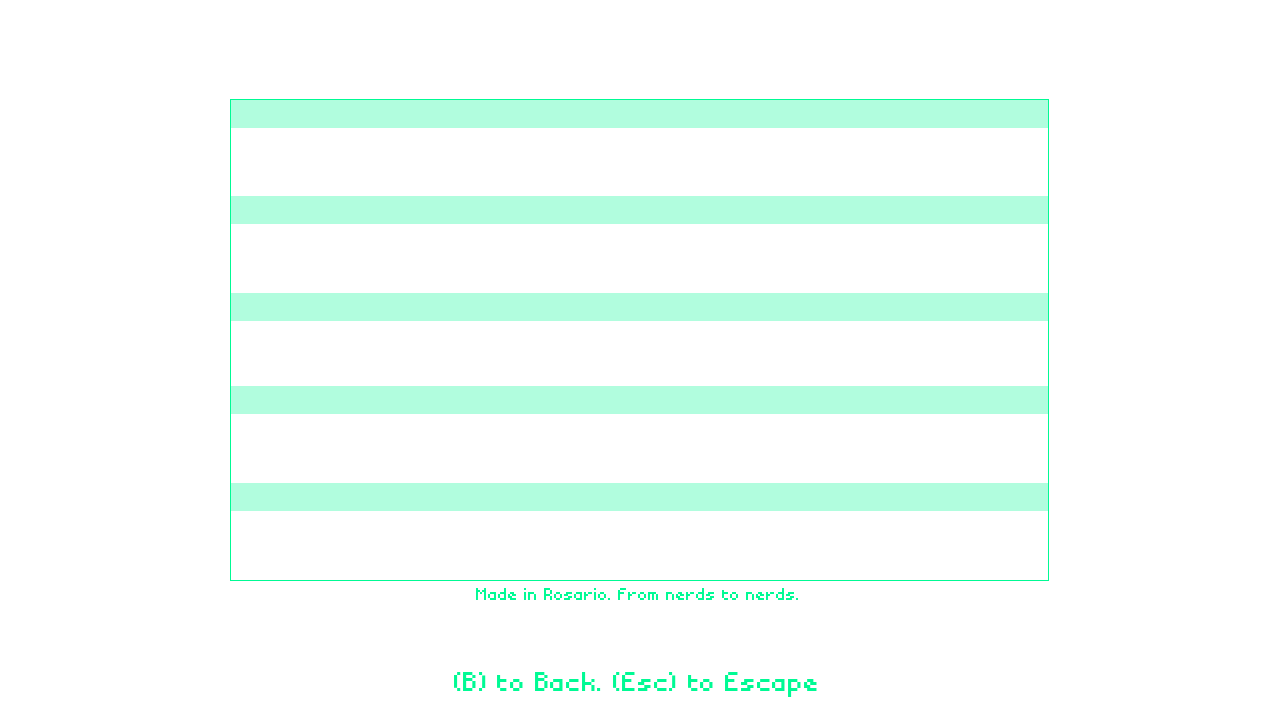 Made in Rosario. From nerds to nerds.
(B) to Back. (Esc) to Escape